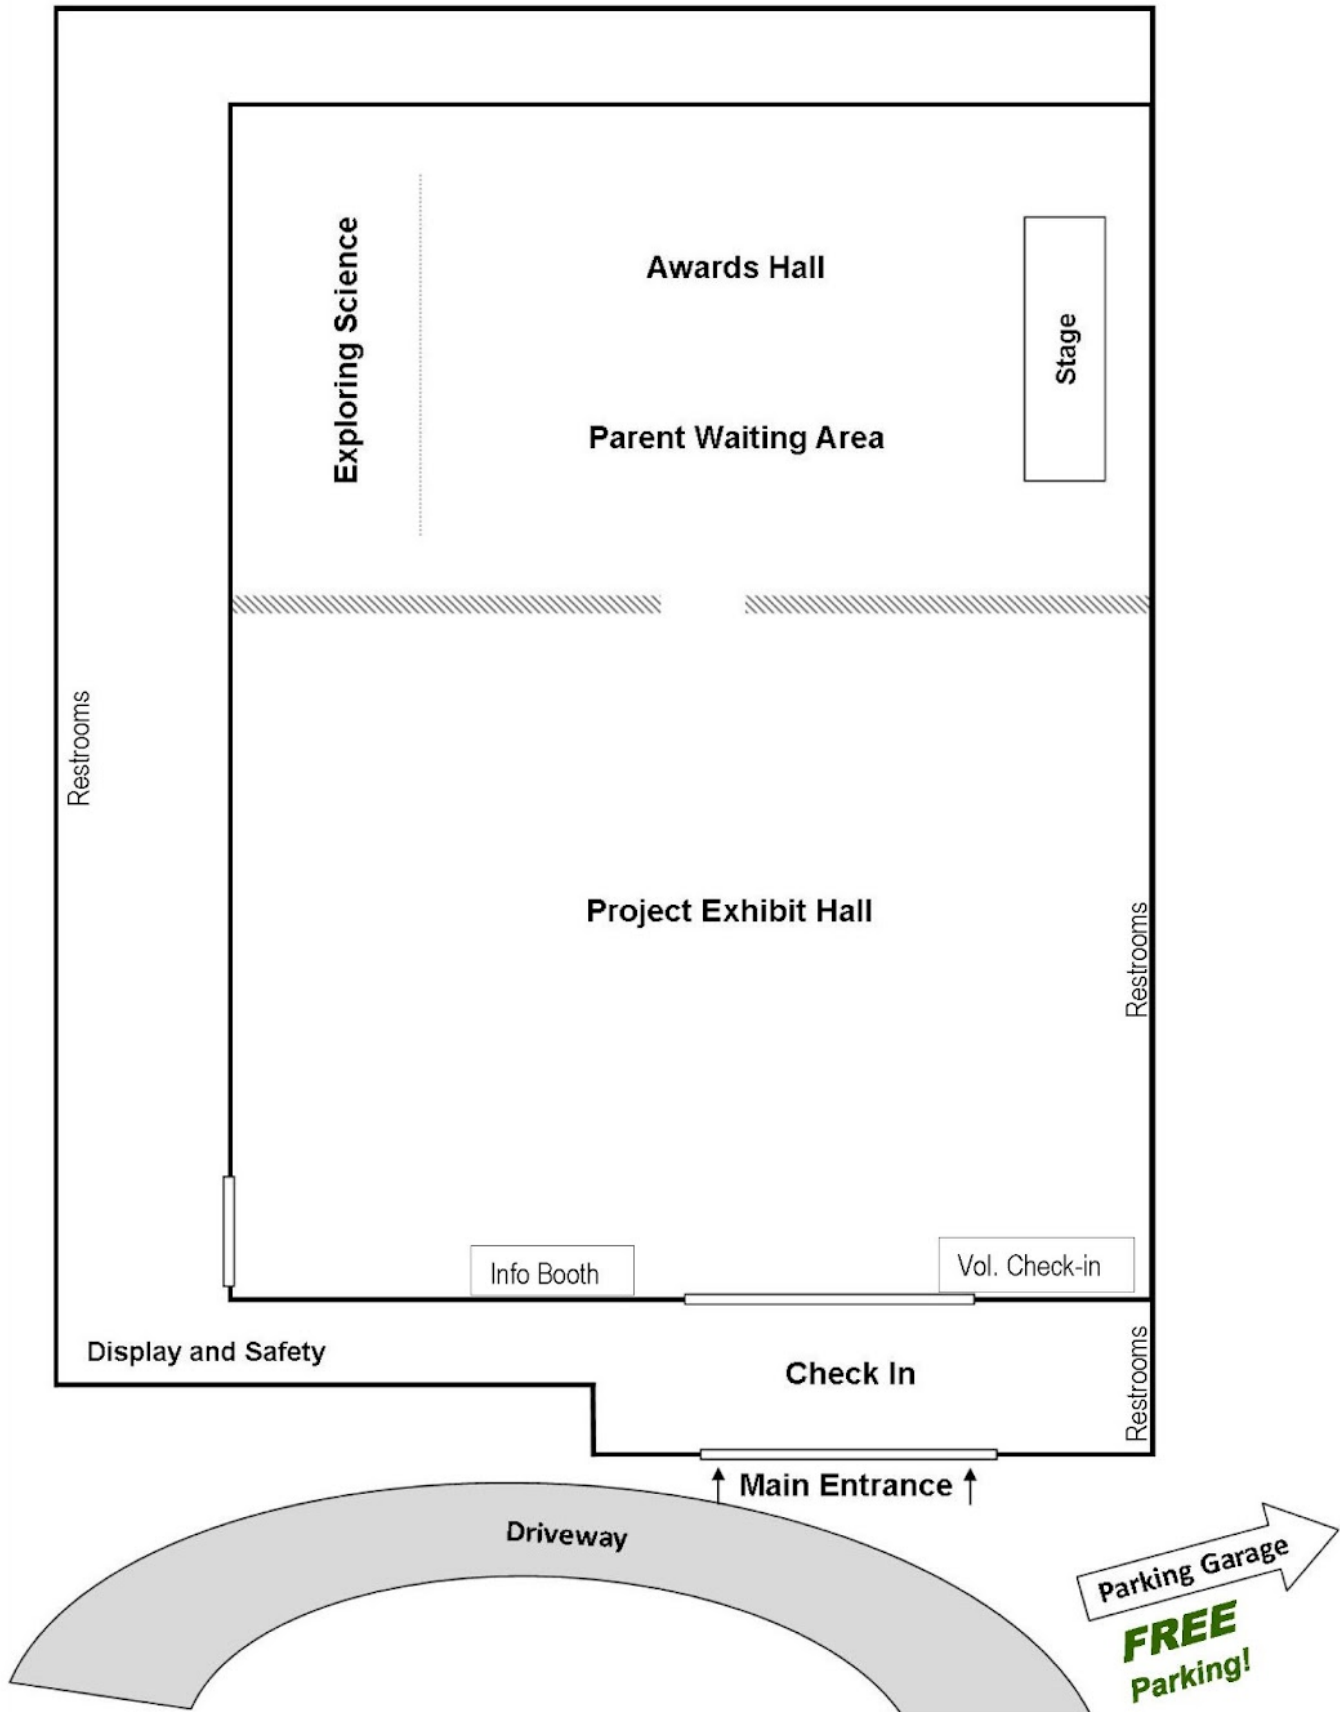 Exploring Science
Awards Hall
Stage
Parent Waiting Area
Restrooms
Project Exhibit Hall
Restrooms
Info Booth
Vol. Check-in
Display and Safety
Check In
Restrooms
Main Entrance
Driveway
Parking Garage
FREE
Parking!